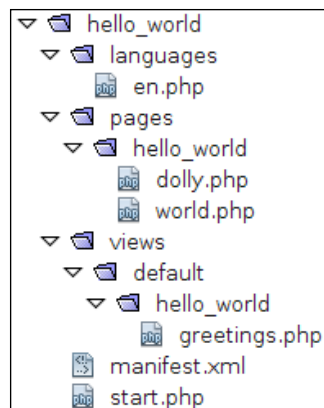 hello_world
languages
en.php
pages
hello_world
dolly.php
world.php
views
default
hello_world
greetings.php
manifest.xml
start.php